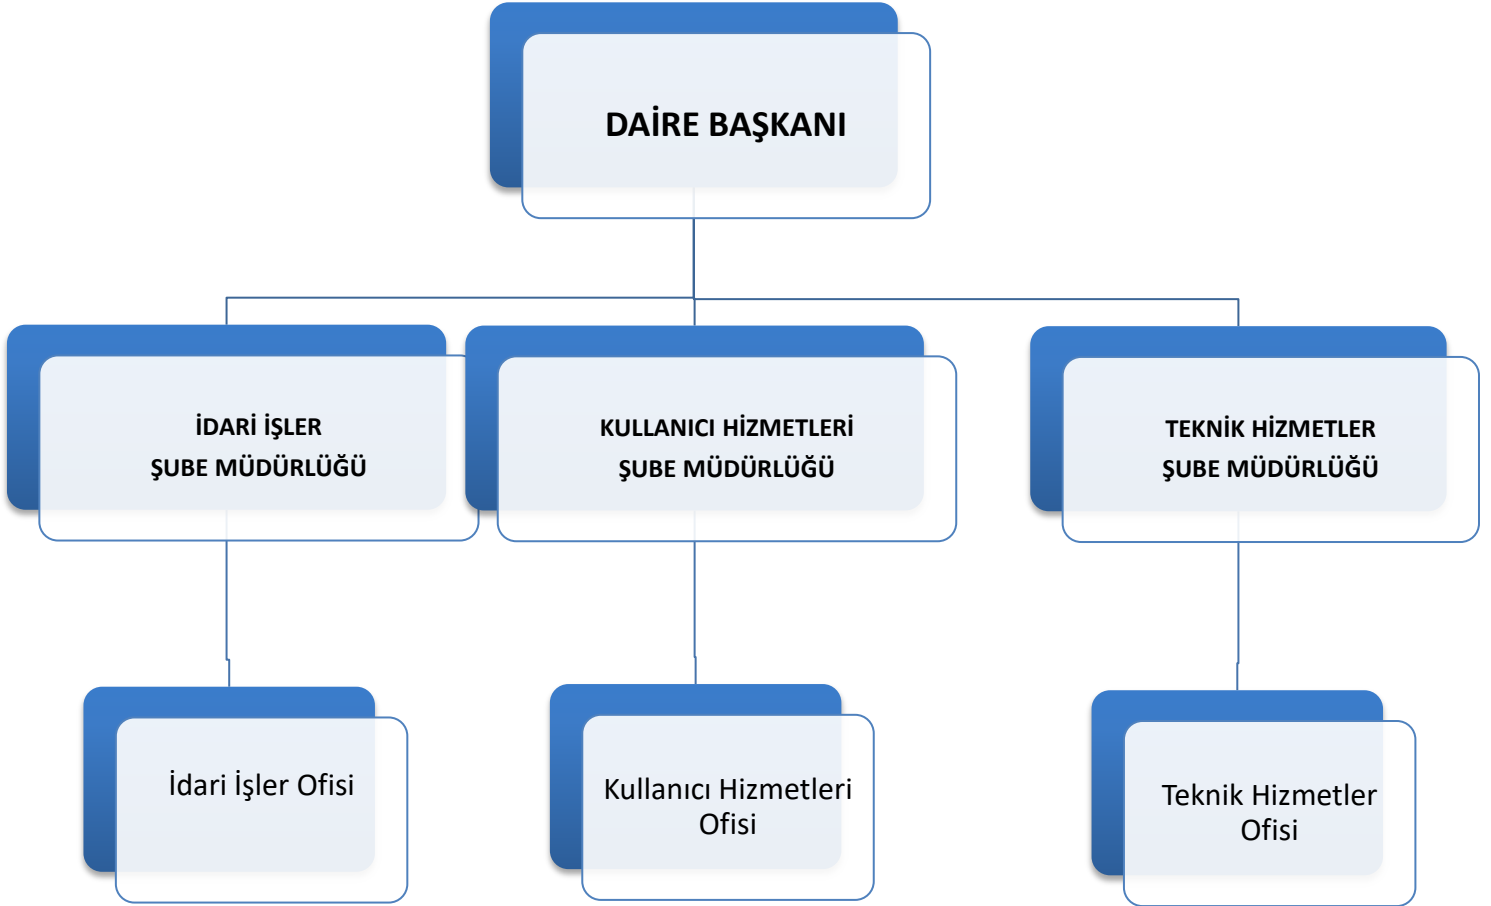 DAİRE BAŞKANI
İDARİ İŞLER
ŞUBE MÜDÜRLÜĞÜ
KULLANICI HİZMETLERİ
ŞUBE MÜDÜRLÜĞÜ
TEKNİK HİZMETLER
ŞUBE MÜDÜRLÜĞÜ
İdari İşler Ofisi
Kullanıcı Hizmetleri
Ofisi
Teknik Hizmetler
Ofisi